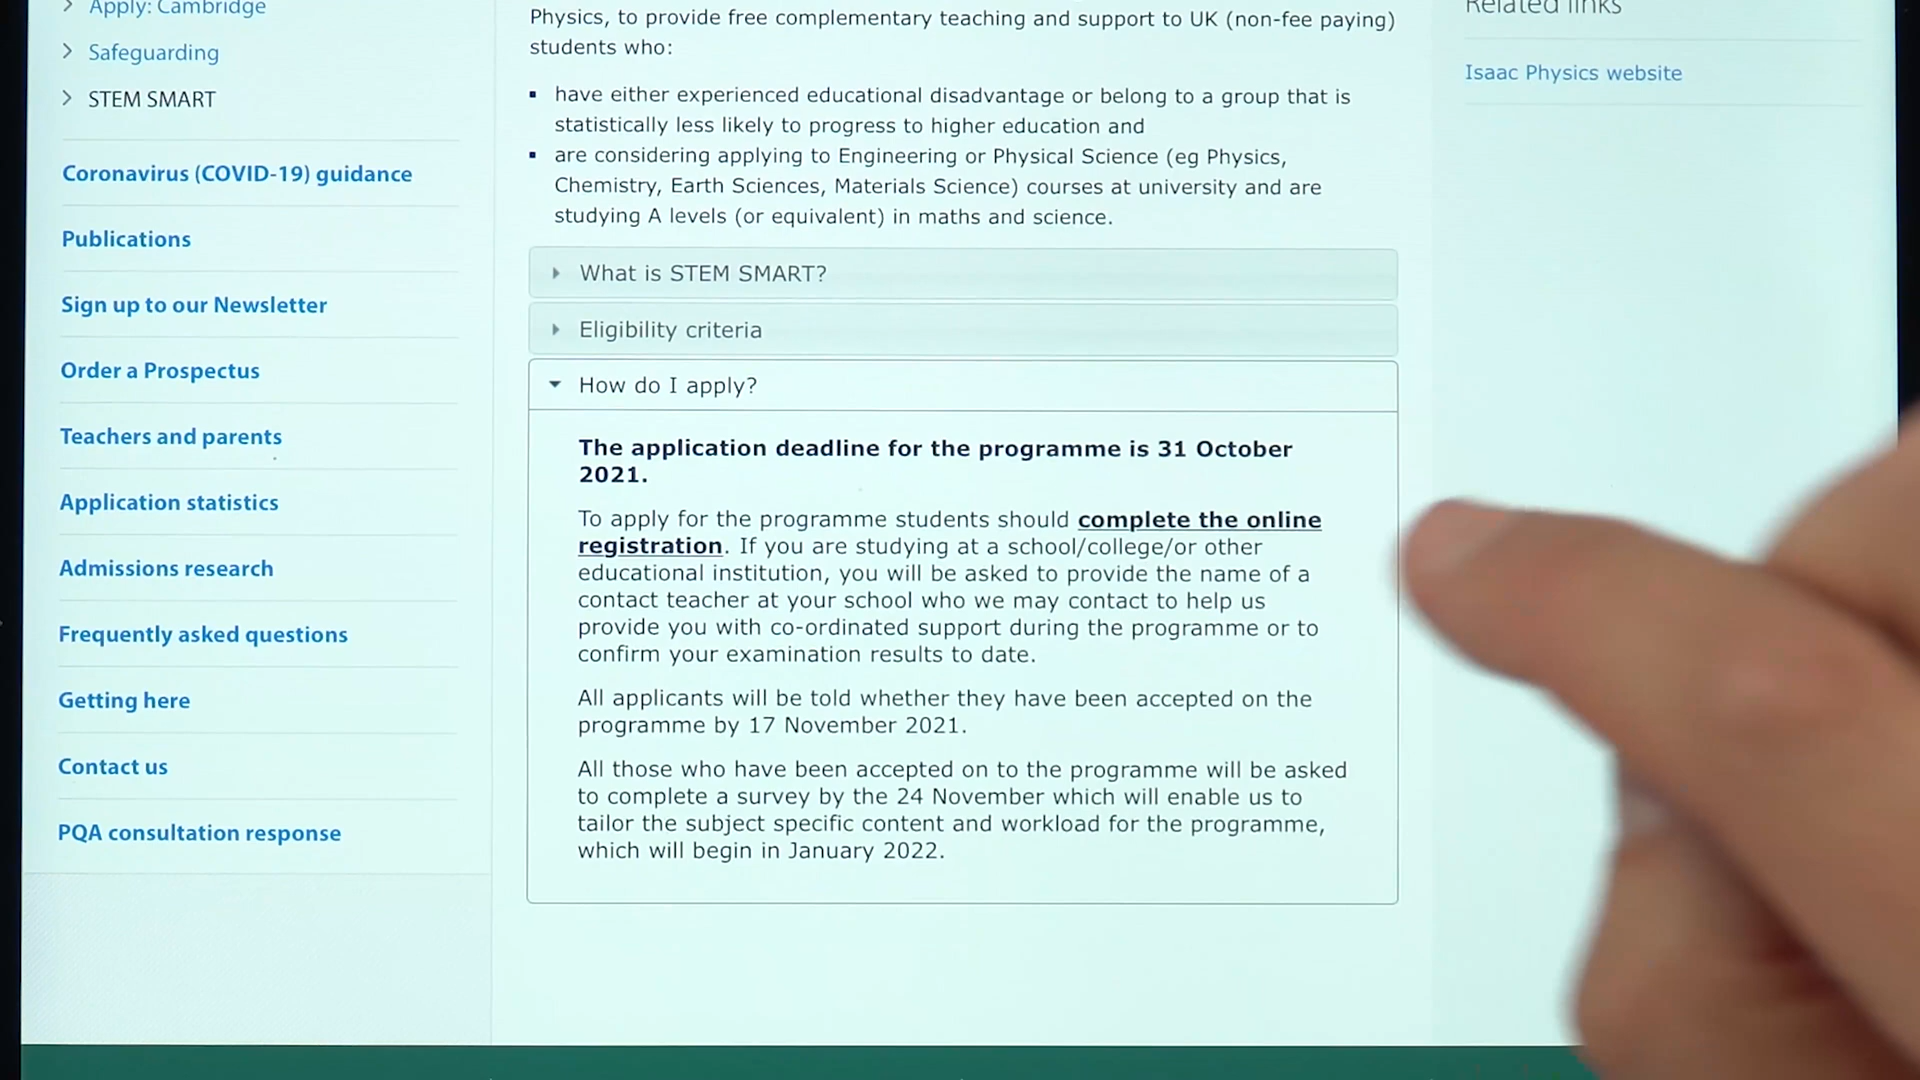 Apply: Cambridge
Safeguarding
STEM SMART
Coronavirus (COVID-19) guidance
Publications
Sign up to our Newsletter
Order a Prospectus
Teachers and parents
Application statistics
Admissions research
Frequently asked questions
Getting here
Contact us
PQA consultation response
Physics, to provide free complementary teaching and support to UK (non-fee paying)
students who:
have either experienced educational disadvantage or belong to a group that is
statistically less likely to progress to higher education and
are considering applying to Engineering or Physical Science (eg Physics,
Chemistry, Earth Sciences, Materials Science) courses at university and are
studying A levels (or equivalent) in maths and science.
What is STEM SMART?
Eligibility criteria
How do I apply?
The application deadline for the programme is 31 October
2021.
To apply for the programme students should complete the online
registration. If you are studying at a school/college/or other
educational institution, you will be asked to provide the name of a
contact teacher at your school who we may contact to help us
provide you with co-ordinated support during the programme or to
confirm your examination results to date.
All applicants will be told whether they have been accepted on the
programme by 17 November 2021.
All those who have been accepted on to the programme will be asked
to complete a survey by the 24 November which will enable us to
tailor the subject specific content and workload for the programme,
which will begin in January 2022.
Related links
Isaac Physics website